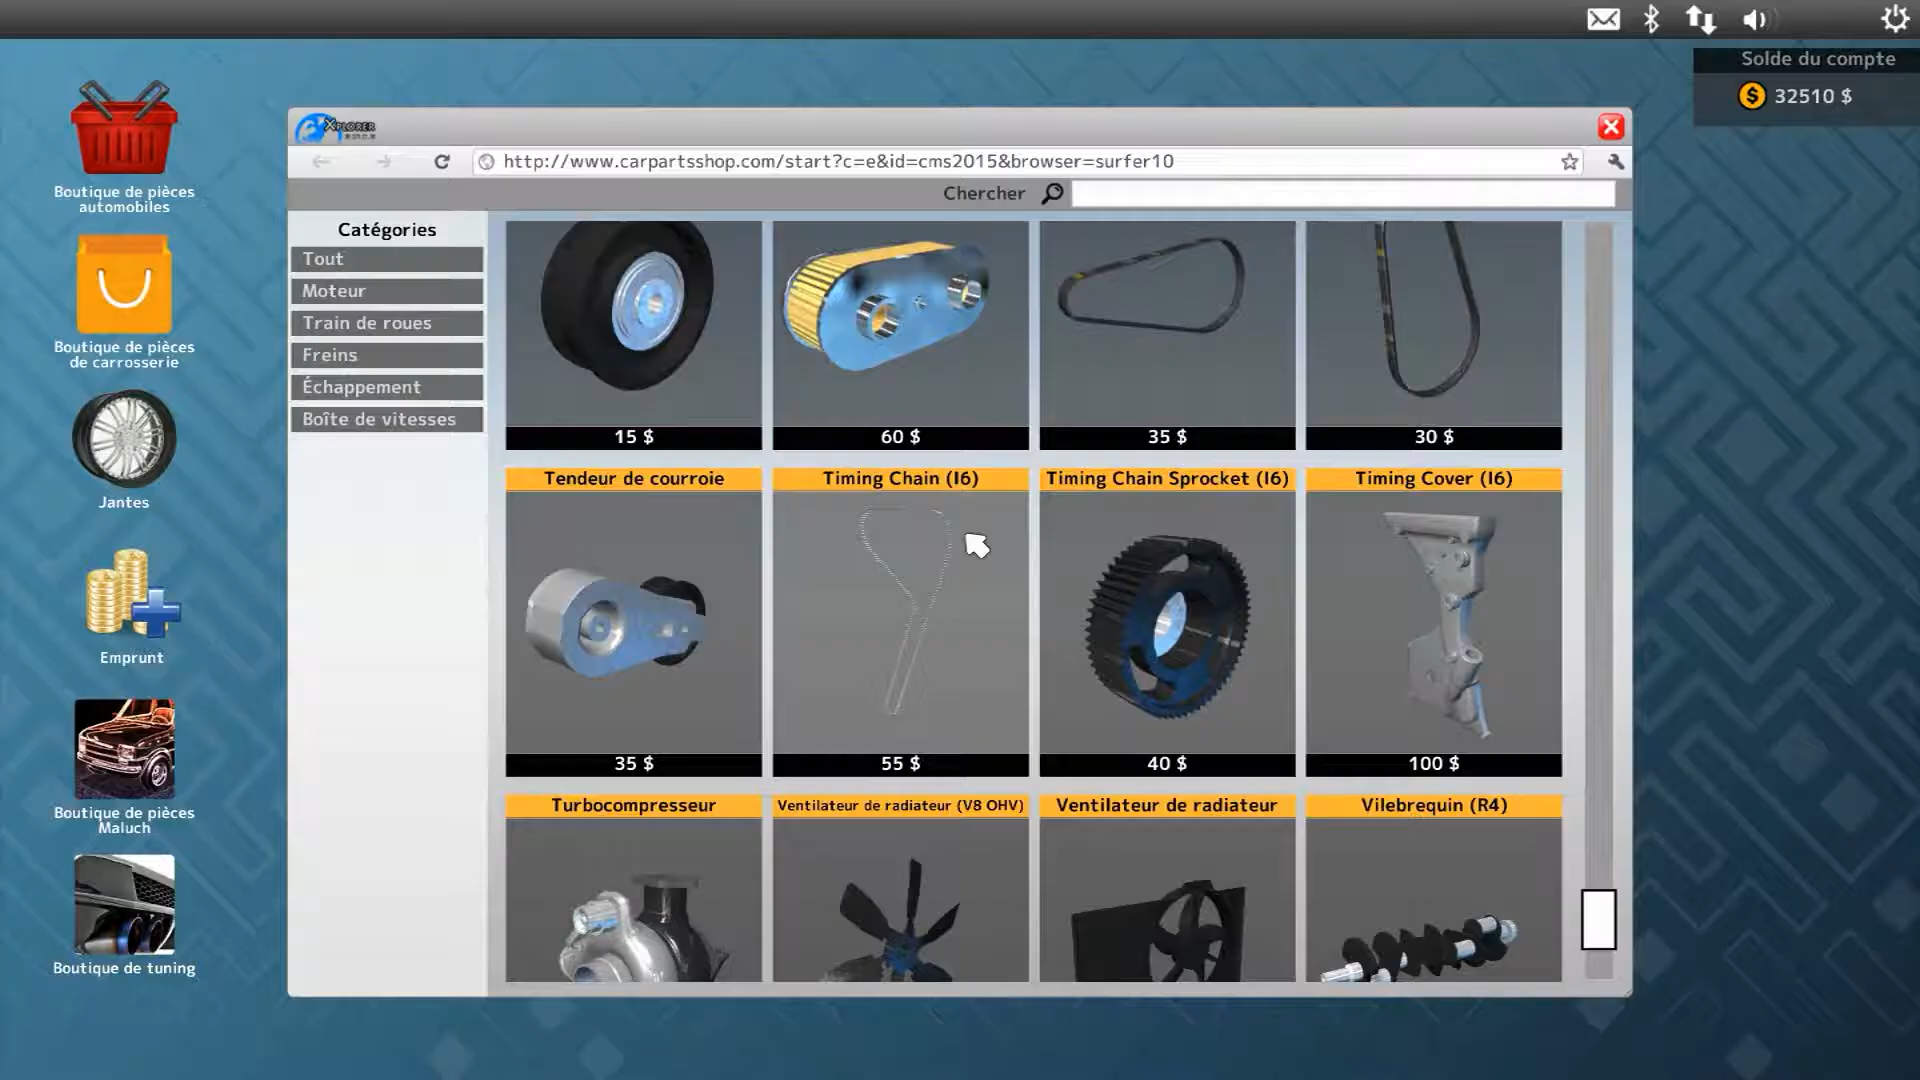 Solde du compte
32510 $
Boutique de pièces
automobiles
Boutique de pièces
de carrosserie
Jantes
Emprunt
Boutique de pièces
Maluch
Boutique de tuning
XPLORER
http://www.carpartsshop.com/start?c=e&id=cms2015&browser=surfer10
Chercher
Catégories
Tout
Moteur
Train de roues
Freins
Échappement
Boîte de vitesses
15 $
60 $
35 $
30 $
Tendeur de courroie
Timing Chain (I6)
Timing Chain Sprocket (I6)
Timing Cover (I6)
35 $
55 $
40 $
100 $
Turbocompresseur
Ventilateur de radiateur (V8 OHV)
Ventilateur de radiateur
Vilebrequin (R4)